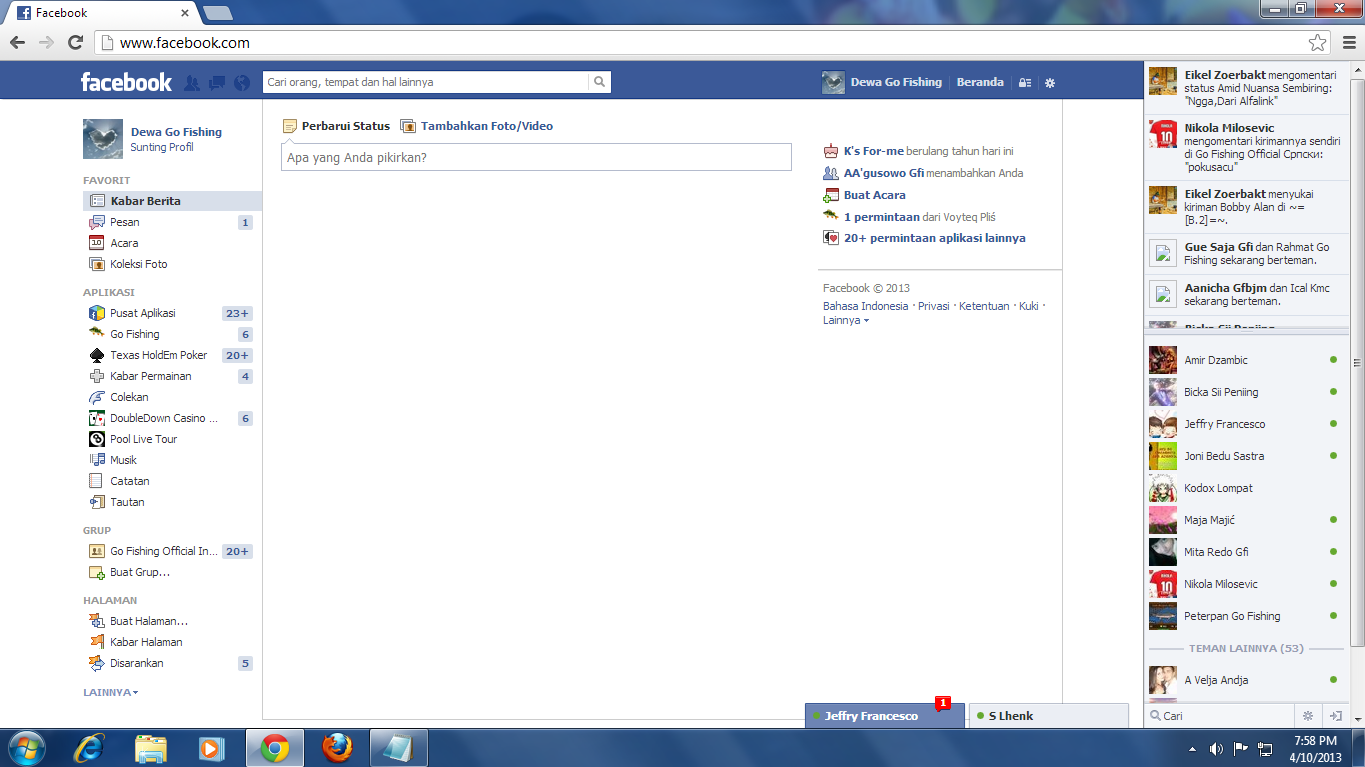 Facebook
www.facebook.com
facebook
Cari orang, tempat dan hal lainnya
Dewa Go Fishing
Beranda
Dewa Go Fishing
Sunting Profil
FAVORIT
Kabar Berita
Pesan 1
Acara
Koleksi Foto
APLIKASI
Pusat Aplikasi 23+
Go Fishing 6
Texas HoldEm Poker 20+
Kabar Permainan 4
Colekan
DoubleDown Casino ... 6
Pool Live Tour
Musik
Catatan
Tautan
GRUP
Go Fishing Official In... 20+
Buat Grup...
HALAMAN
Buat Halaman...
Kabar Halaman
Disarankan 5
LAINNYA
Perbarui Status Tambahkan Foto/Video
Apa yang Anda pikirkan?
K's For-me berulang tahun hari ini
AA'gusowo Gfi menambahkan Anda
Buat Acara
1 permintaan dari Voyteq Pliś
20+ permintaan aplikasi lainnya
Facebook © 2013
Bahasa Indonesia · Privasi · Ketentuan · Kuki ·
Lainnya
Eikel Zoerbakt mengomentari
status Amid Nuansa Sembiring:
"Ngga,Dari Alfalink"
Nikola Milosevic
mengomentari kirimannya sendiri
di Go Fishing Official Српски:
"pokusacu"
Eikel Zoerbakt menyukai
kiriman Bobby Alan di ~=
[B.2]=~.
Gue Saja Gfi dan Rahmat Go
Fishing sekarang berteman.
Aanicha Gfbjm dan Ical Kmc
sekarang berteman.
Bicka Sii Peniing
Amir Dzambic
Bicka Sii Peniing
Jeffry Francesco
Joni Bedu Sastra
Kodox Lompat
Maja Majić
Mita Redo Gfi
Nikola Milosevic
Peterpan Go Fishing
TEMAN LAINNYA (53)
A Velja Andja
Cari
Jeffry Francesco 1
S Lhenk
7:58 PM
4/10/2013